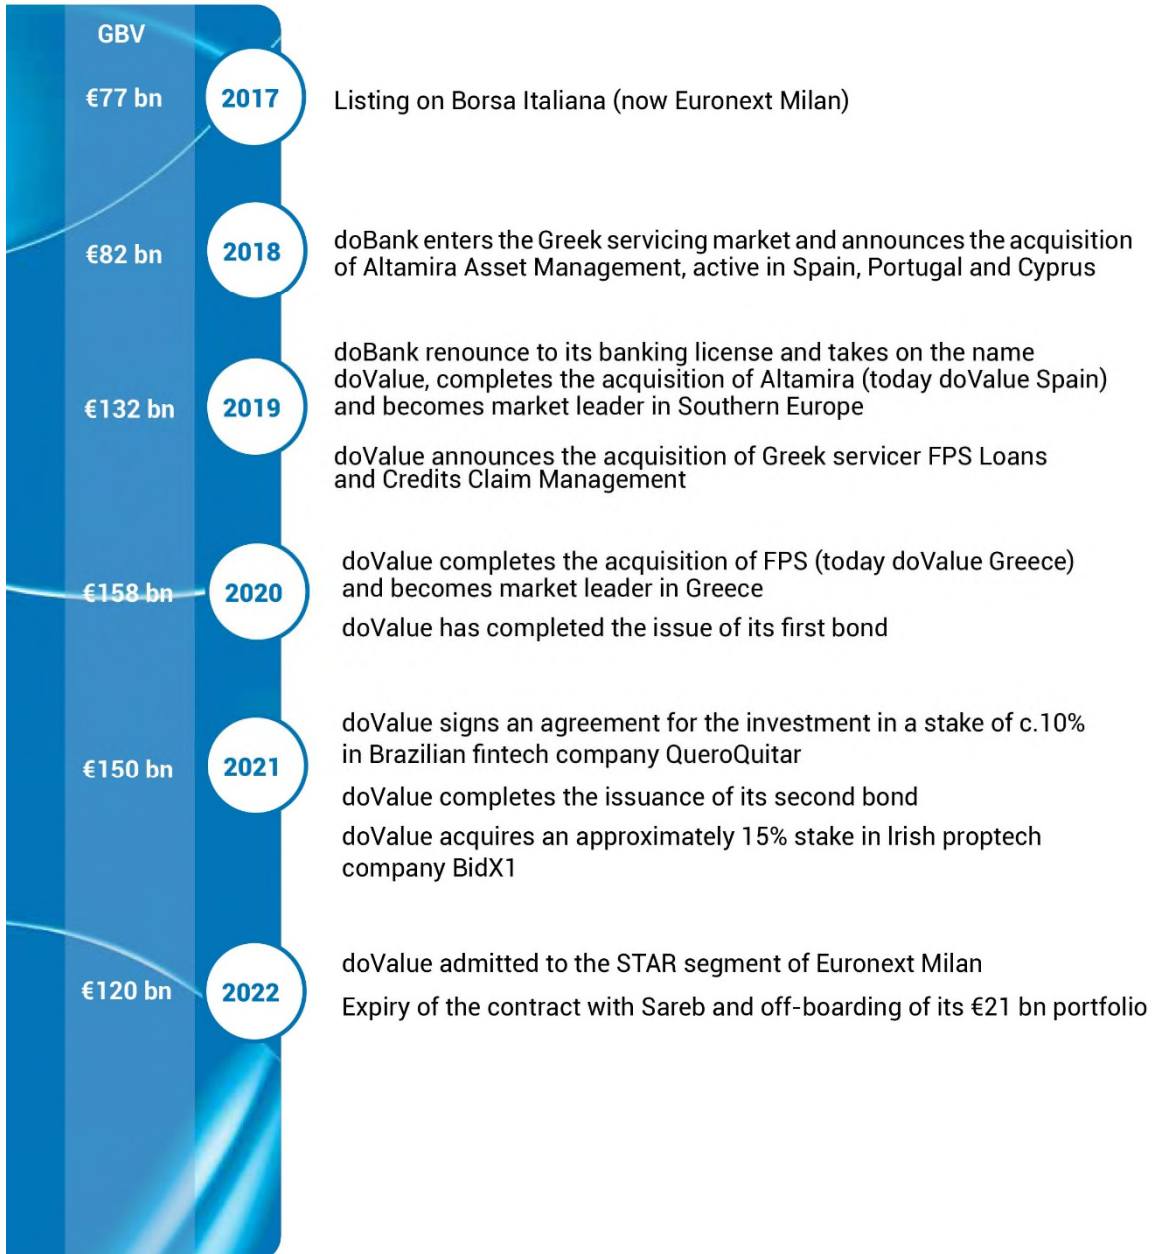 GBV
€77 bn
2017
Listing on Borsa Italiana (now Euronext Milan)
€82 bn
2018
doBank enters the Greek servicing market and announces the acquisition
of Altamira Asset Management, active in Spain, Portugal and Cyprus
€132 bn
2019
doBank renounce to its banking license and takes on the name
doValue, completes the acquisition of Altamira (today doValue Spain)
and becomes market leader in Southern Europe
doValue announces the acquisition of Greek servicer FPS Loans
and Credits Claim Management
€158 bn
2020
doValue completes the acquisition of FPS (today doValue Greece)
and becomes market leader in Greece
doValue has completed the issue of its first bond
€150 bn
2021
doValue signs an agreement for the investment in a stake of c.10%
in Brazilian fintech company QueroQuitar
doValue completes the issuance of its second bond
doValue acquires an approximately 15% stake in Irish proptech
company BidX1
€120 bn
2022
doValue admitted to the STAR segment of Euronext Milan
Expiry of the contract with Sareb and off-boarding of its €21 bn portfolio